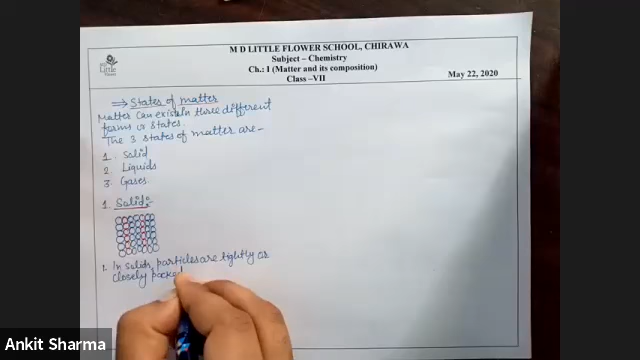 M D LITTLE FLOWER SCHOOL, CHIRAWA
Subject – Chemistry
Ch.: I (Matter and its composition)
Class –VII
May 22, 2020
Little
⇒ States of matter
Matter can exist in three different
forms or states.
The 3 states of matter are –
1. Solid
2. Liquids
3. Gases.
1. Solid:-
1. In solids, particles are tightly or
closely packed
Ankit Sharma